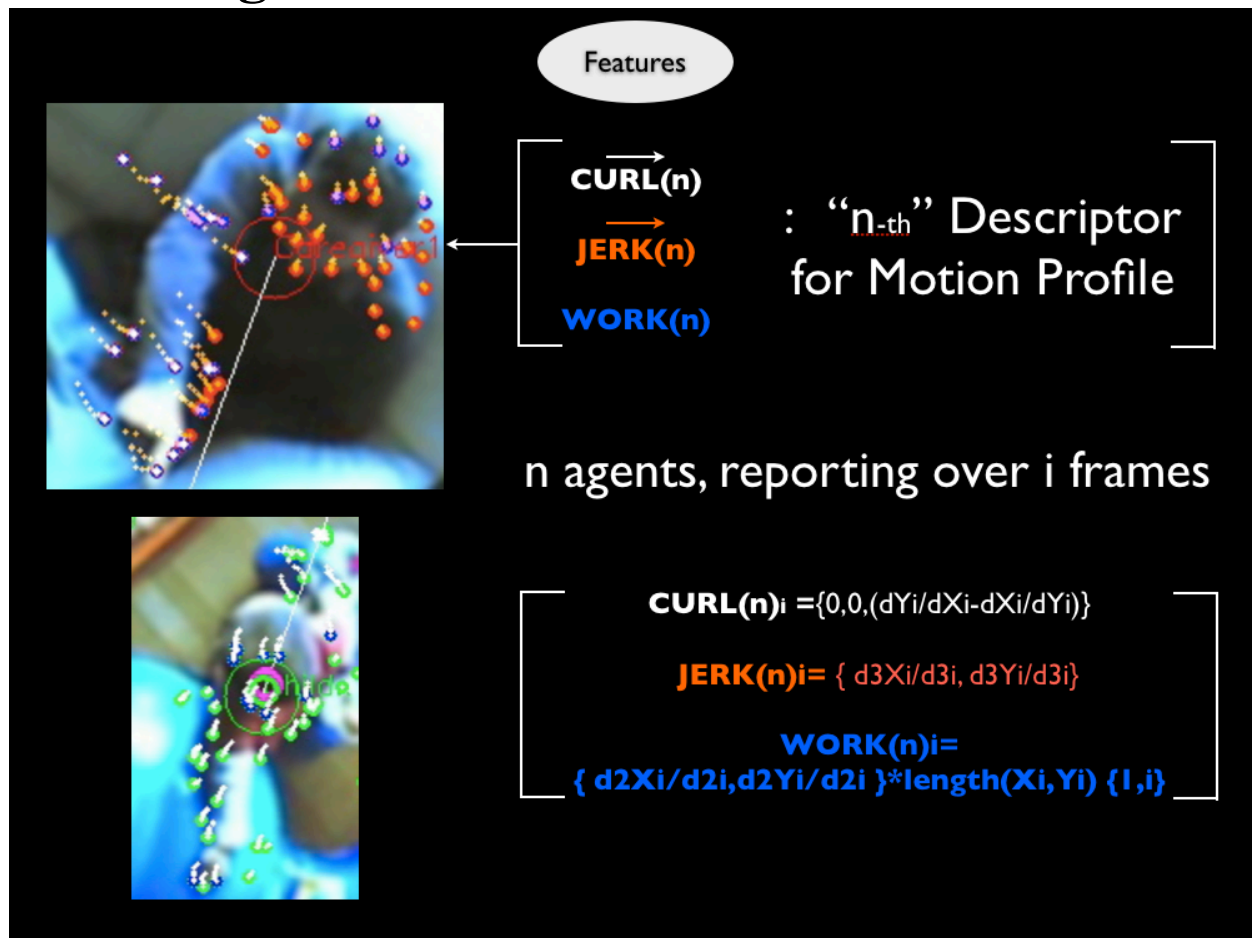 Features
CURL(n)
JERK(n)
WORK(n)
: “n-th” Descriptor
for Motion Profile
Caregiver1
n agents, reporting over i frames
CURL(n)i ={0,0,(dYi/dXi-dXi/dYi)}
JERK(n)i= { d3Xi/d3i, d3Yi/d3i}
WORK(n)i=
{ d2Xi/d2i,d2Yi/d2i }*length(Xi,Yi) {1,i}